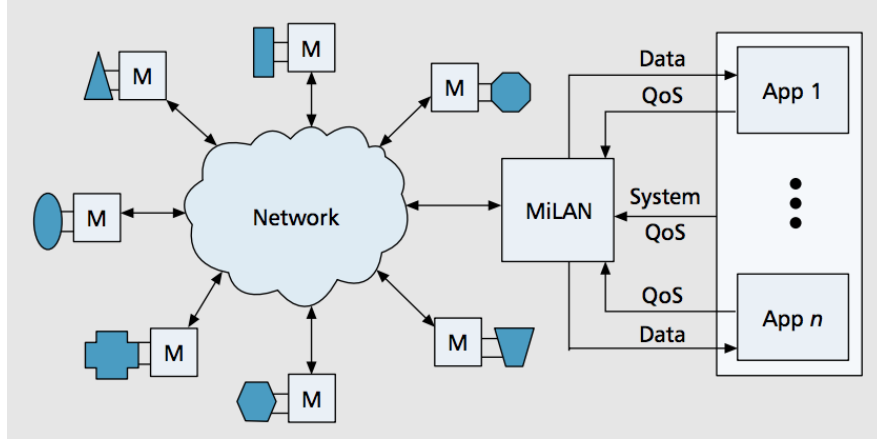 M
M
M
M
M
M
M
Network
MiLAN
Data
QoS
System
QoS
QoS
Data
App 1
App n